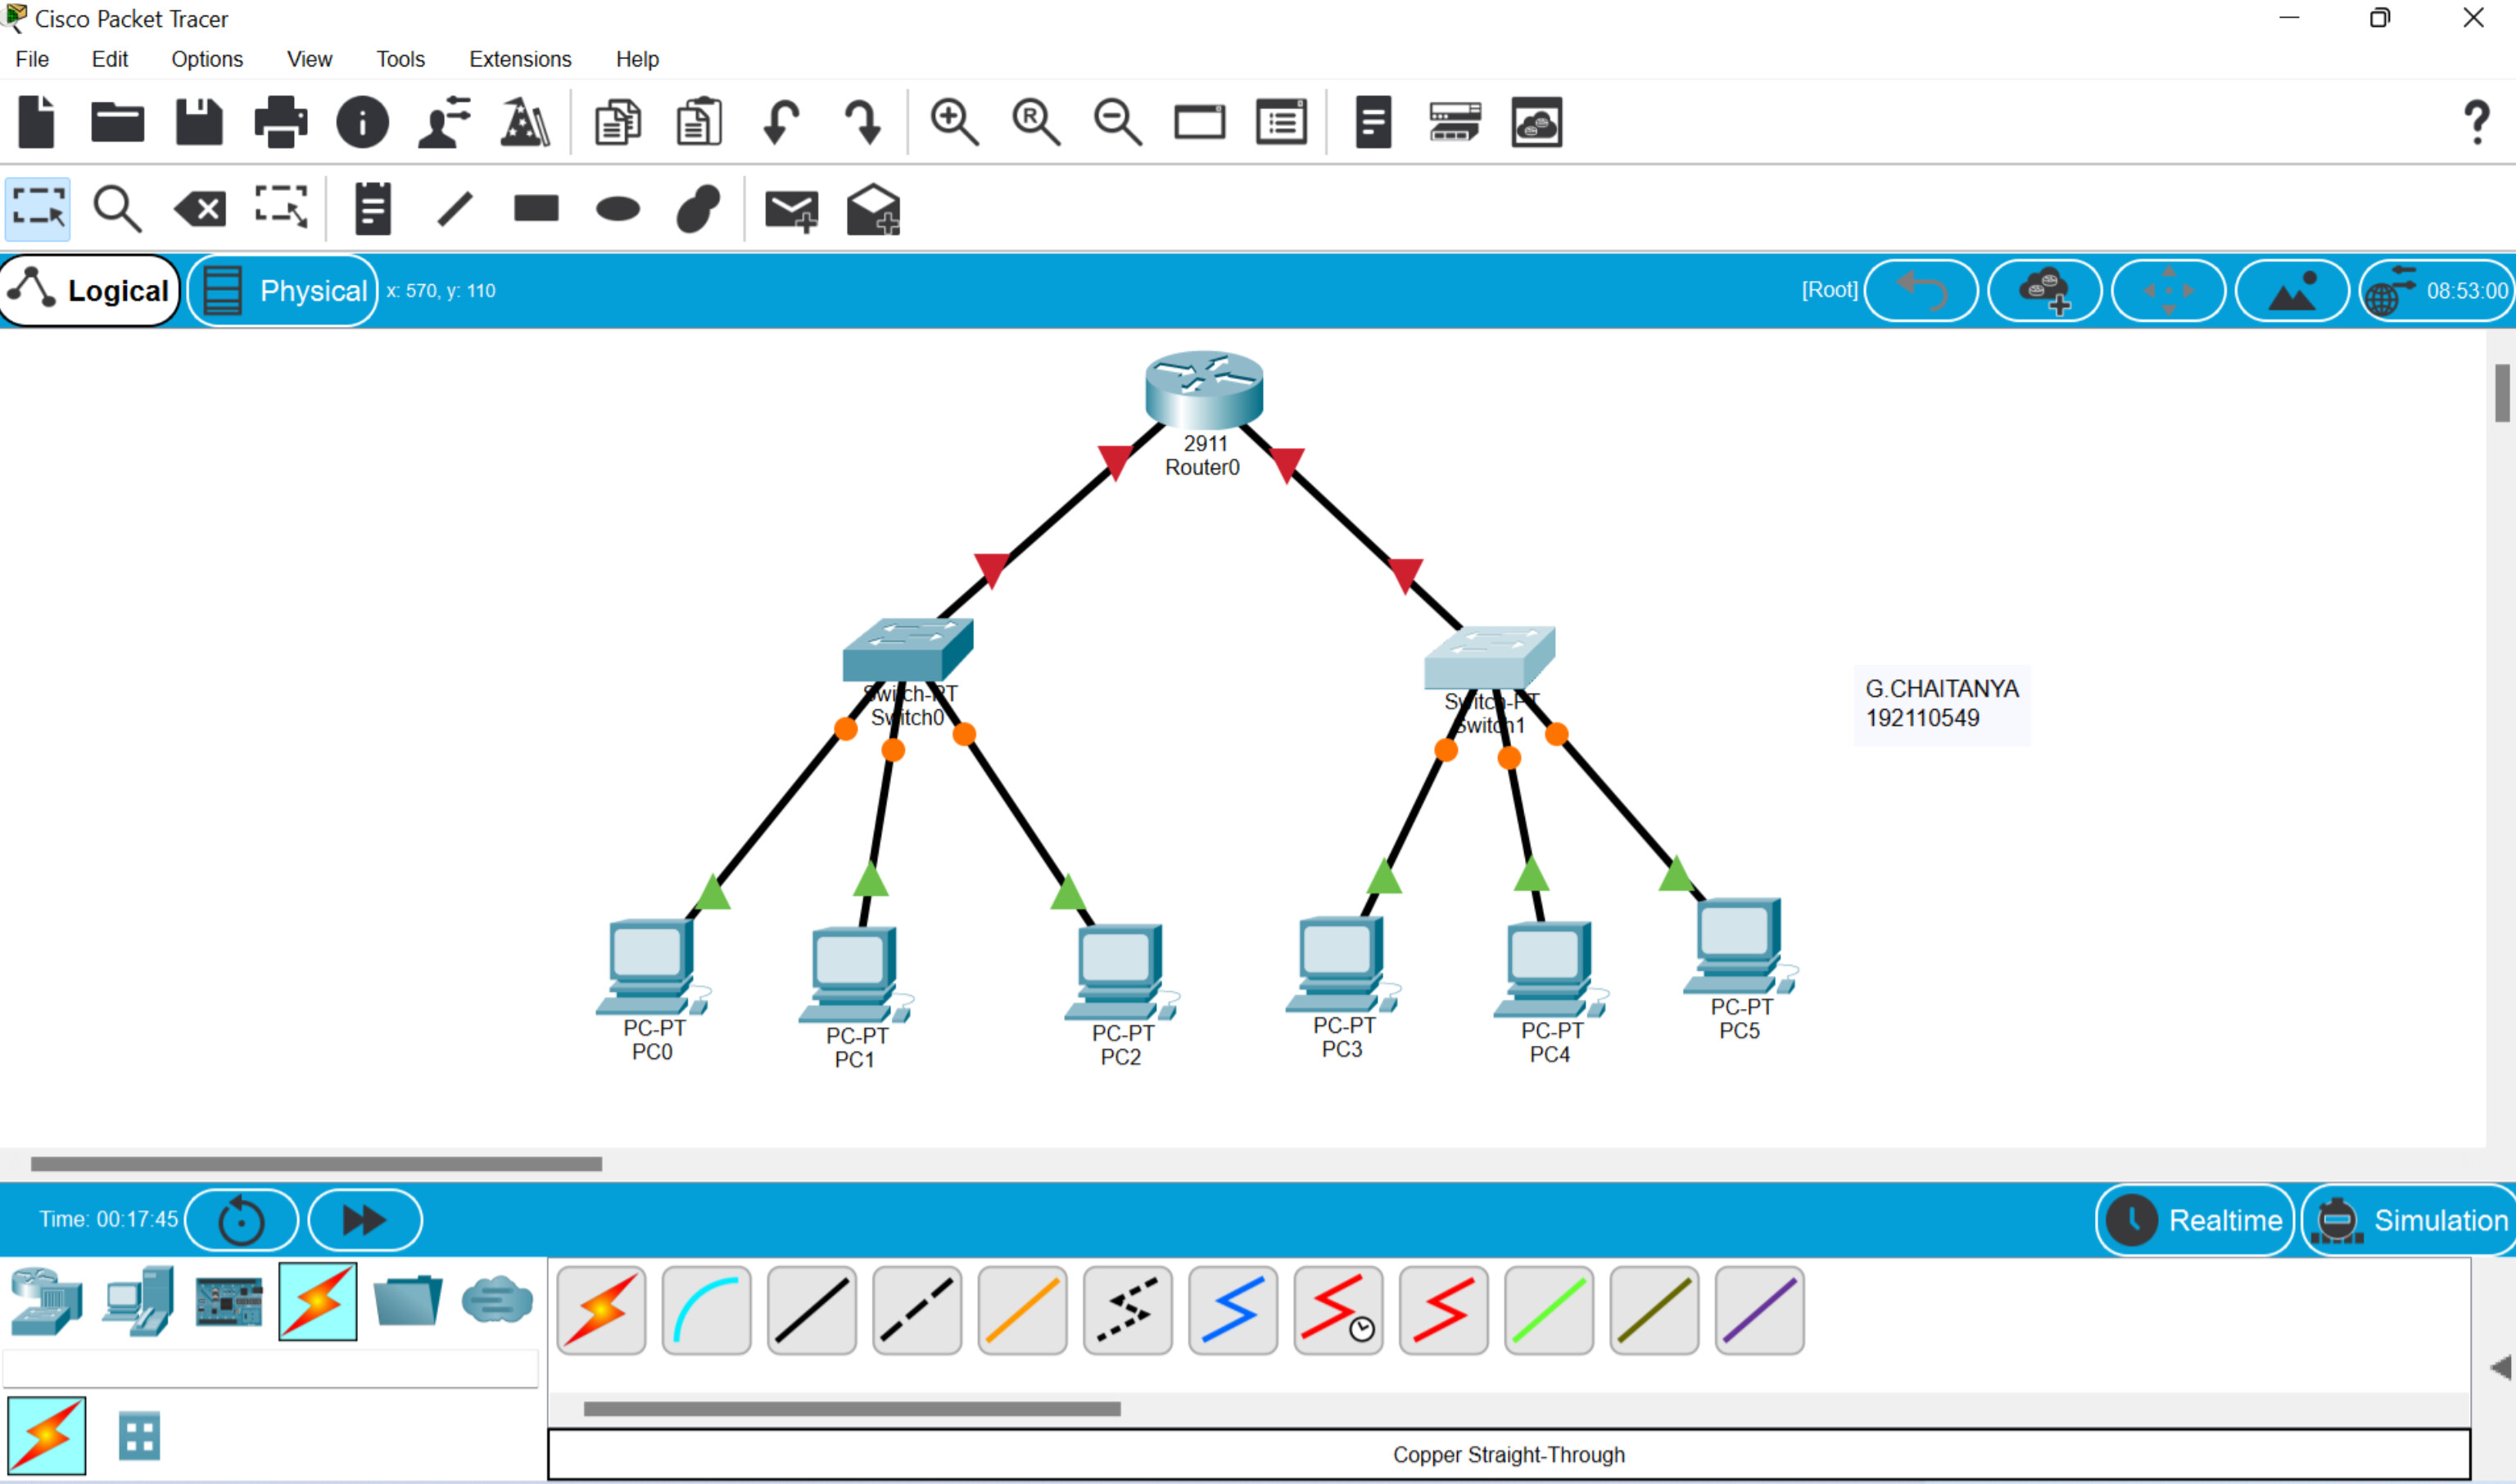 Cisco Packet Tracer
File Edit Options View Tools Extensions Help
Logical Physical x: 570, y: 110 [Root] 08:53:00
2911
Router0
Switch-PT
Switch0
Switch-PT
Switch1
G.CHAITANYA
192110549
PC-PT
PC0
PC-PT
PC1
PC-PT
PC2
PC-PT
PC3
PC-PT
PC4
PC-PT
PC5
Time: 00:17:45 Realtime Simulation
Copper Straight-Through